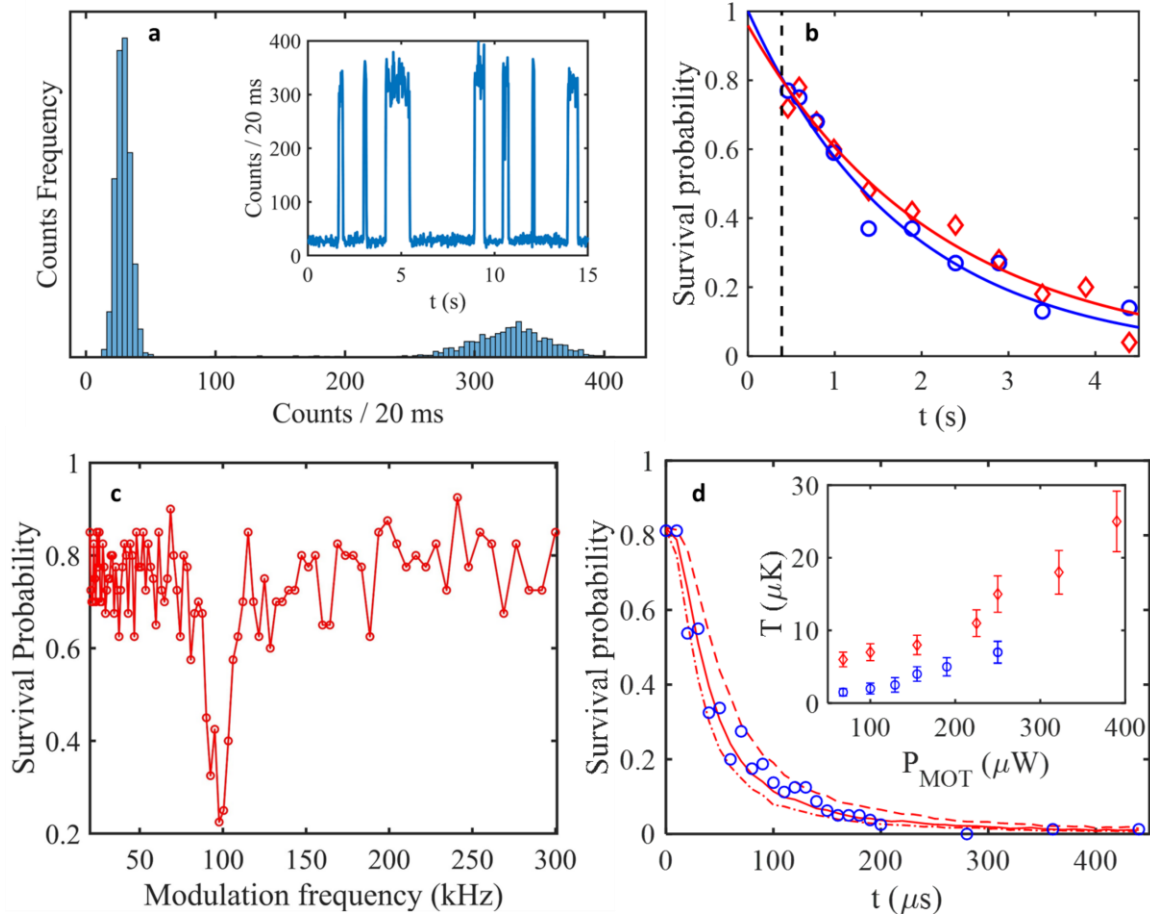 a
Counts Frequency
0 100 200 300 400
Counts / 20 ms
400
300
200
100
0
Counts / 20 ms
0 5 10 15
t (s)
b
Survival probability
1
0.8
0.6
0.4
0.2
0
0 1 2 3 4
t (s)
c
Survival Probability
1
0.8
0.6
0.4
0.2
50 100 150 200 250 300
Modulation frequency (kHz)
d
Survival probability
1
0.8
0.6
0.4
0.2
0
0 100 200 300 400
t (μs)
T (μK)
30
20
10
0
100 200 300 400
P_MOT (μW)